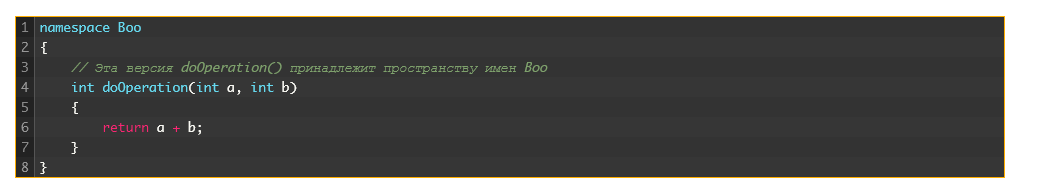 1 namespace Boo
2 {
3 // Эта версия doOperation() принадлежит пространству имен Boo
4 int doOperation(int a, int b)
5 {
6 return a + b;
7 }
8 }